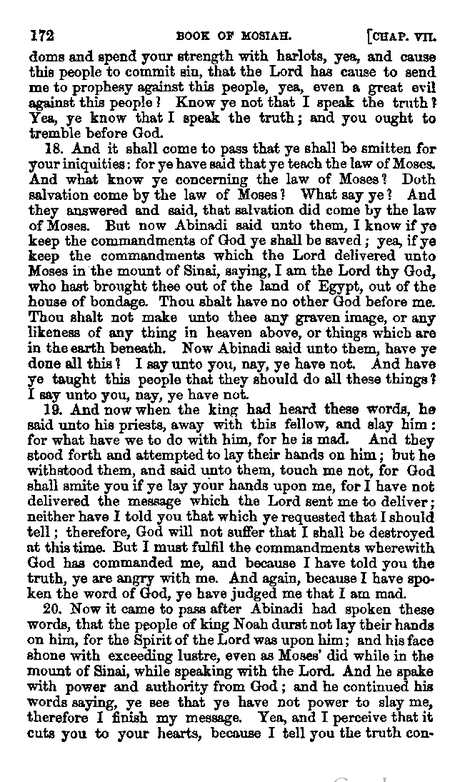 172 BOOK OF MOSIAH. [CHAP. VII.
doms and spend your strength with harlots, yea, and cause
this people to commit sin, that the Lord has cause to send
me to prophesy against this people, yea, even a great evil
against this people? Know ye not that I speak the truth?
Yea, ye know that I speak the truth; and you ought to
tremble before God.
18. And it shall come to pass that ye shall be smitten for
your iniquities: for ye have said that ye teach the law of Moses.
And what know ye concerning the law of Moses? Doth
salvation come by the law of Moses? What say ye? And
they answered and said, that salvation did come by the law
of Moses. But now Abinadi said unto them, I know if ye
keep the commandments of God ye shall be saved; yea, if ye
keep the commandments which the Lord delivered unto
Moses in the mount of Sinai, saying, I am the Lord thy God,
who hast brought thee out of the land of Egypt, out of the
house of bondage. Thou shalt have no other God before me.
Thou shalt not make unto thee any graven image, or any
likeness of any thing in heaven above, or things which are
in the earth beneath. Now Abinadi said unto them, have ye
done all this? I say unto you, nay, ye have not. And have
ye taught this people that they should do all these things?
I say unto you, nay, ye have not.
19. And now when the king had heard these words, he
said unto his priests, away with this fellow, and slay him:
for what have we to do with him, for he is mad. And they
stood forth and attempted to lay their hands on him; but he
withstood them, and said unto them, touch me not, for God
shall smite you if ye lay your hands upon me, for I have not
delivered the message which the Lord sent me to deliver;
neither have I told you that which ye requested that I should
tell; therefore, God will not suffer that I shall be destroyed
at this time. But I must fulfil the commandments wherewith
God has commanded me, and because I have told you the
truth, ye are angry with me. And again, because I have spo-
ken the word of God, ye have judged me that I am mad.
20. Now it came to pass after Abinadi had spoken these
words, that the people of king Noah durst not lay their hands
on him, for the Spirit of the Lord was upon him; and his face
shone with exceeding lustre, even as Moses' did while in the
mount of Sinai, while speaking with the Lord. And he spake
with power and authority from God; and he continued his
words saying, ye see that ye have not power to slay me,
therefore I finish my message. Yea, and I perceive that it
cuts you to your hearts, because I tell you the truth con-